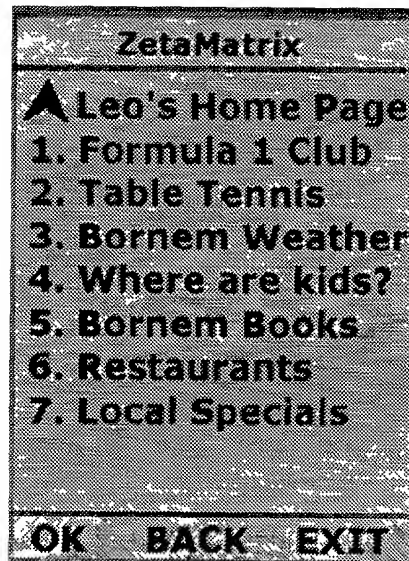 ZetaMatrix
Leo's Home Page
1. Formula 1 Club
2. Table Tennis
3. Bornem Weather
4. Where are kids?
5. Bornem Books
6. Restaurants
7. Local Specials
OK BACK EXIT